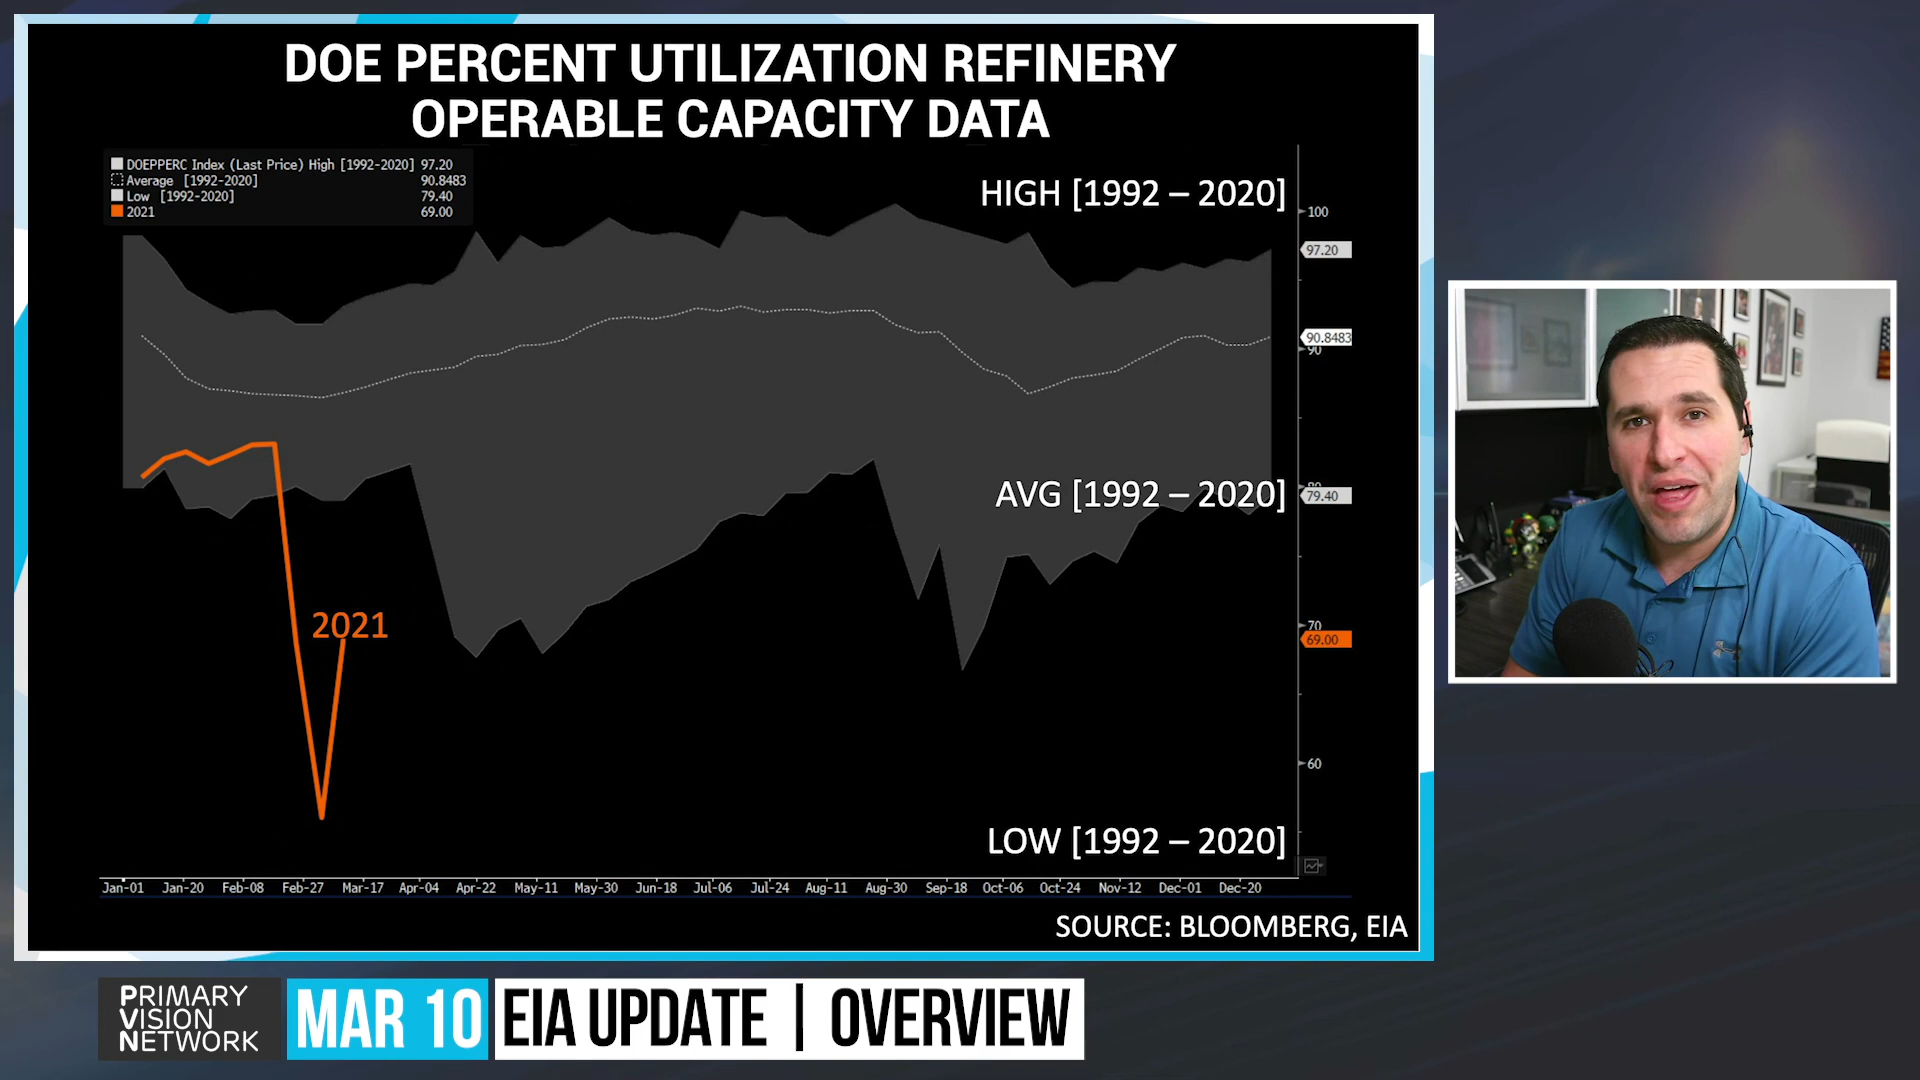 DOE PERCENT UTILIZATION REFINERY
OPERABLE CAPACITY DATA
DOEPPERC Index (Last Price) High [1992-2020] 97.20
Average [1992-2020] 90.8483
Low [1992-2020] 79.40
2021 69.00
HIGH [1992 – 2020]
100
97.20
90.8483
90
AVG [1992 – 2020]
80
79.40
2021
70
69.00
60
LOW [1992 – 2020]
Jan-01 Jan-20 Feb-08 Feb-27 Mar-17 Apr-04 Apr-22 May-11 May-30 Jun-18 Jul-06 Jul-24 Aug-11 Aug-30 Sep-18 Oct-06 Oct-24 Nov-12 Dec-01 Dec-20
SOURCE: BLOOMBERG, EIA
PRIMARY
VISION
NETWORK
MAR 10
EIA UPDATE | OVERVIEW